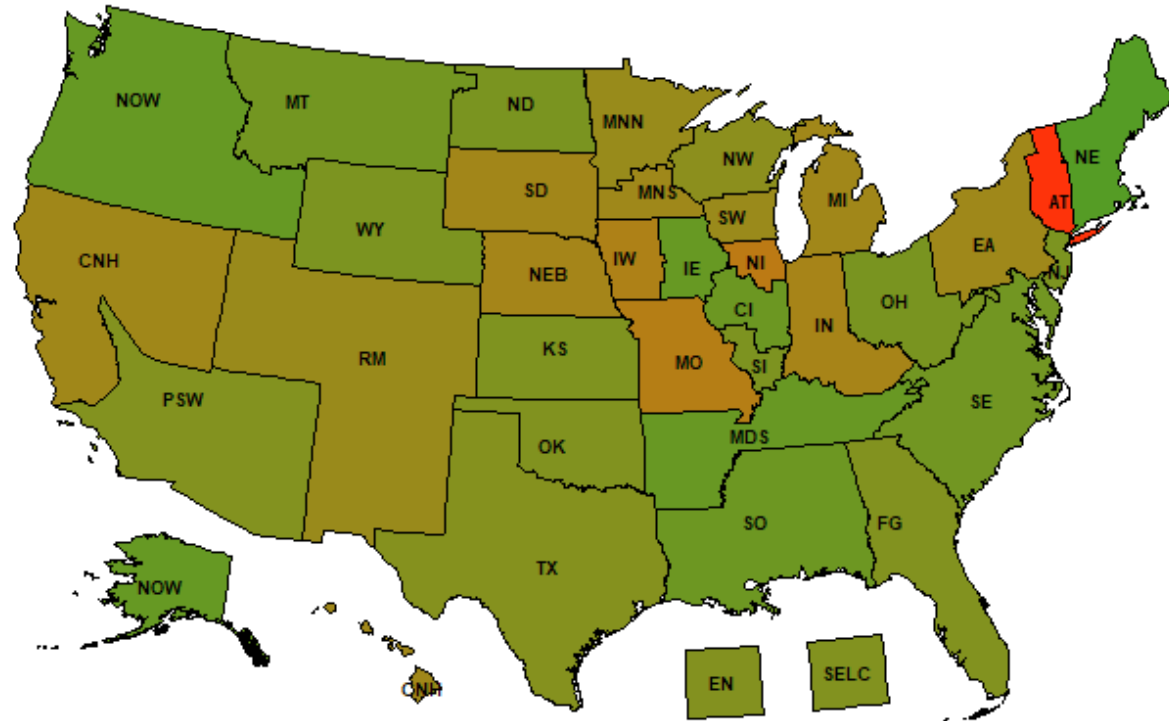 NOW
MT
ND
MNN
NW
NE
SD
MNS
MI
AT
WY
SW
EA
CNH
NEB
IW
IE
NI
NJ
OH
CI
IN
RM
KS
MO
SI
PSW
SE
OK
MDS
SO
FG
TX
NOW
EN
SELC
CNH